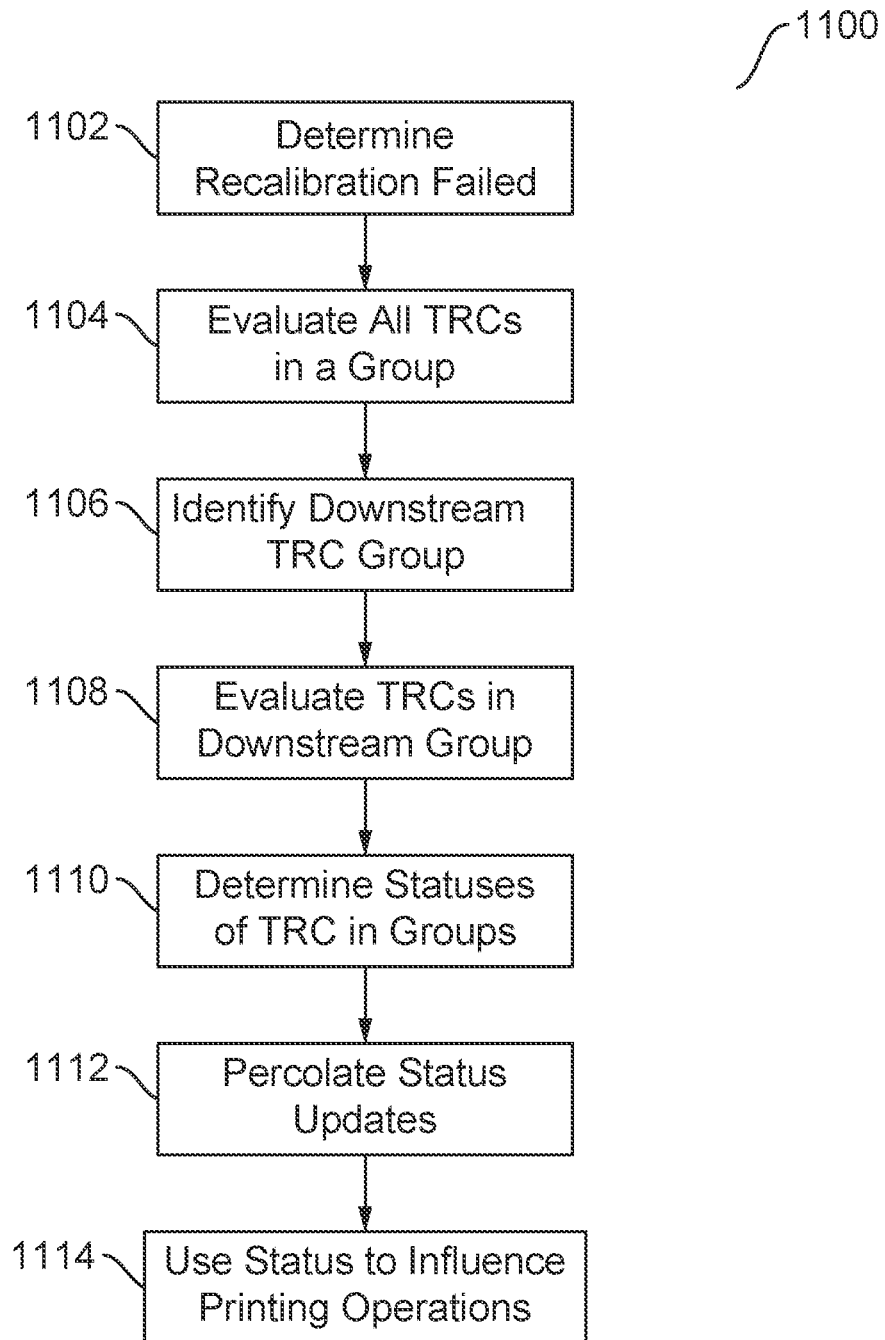 1100
1102
Determine
Recalibration Failed
1104
Evaluate All TRCs
in a Group
1106
Identify Downstream
TRC Group
1108
Evaluate TRCs in
Downstream Group
1110
Determine Statuses
of TRC in Groups
1112
Percolate Status
Updates
1114
Use Status to Influence
Printing Operations